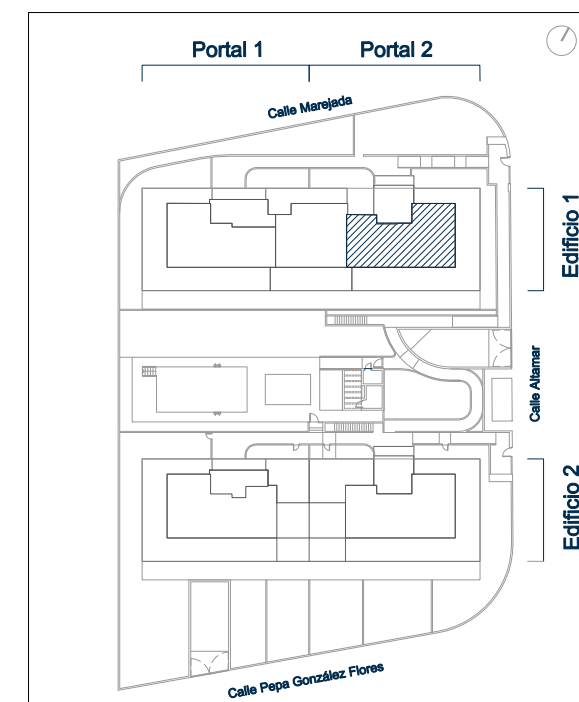 Portal 1
Portal 2
Calle Marejada
Edificio 1
Calle Altamar
Edificio 2
Calle Pepa González Flores